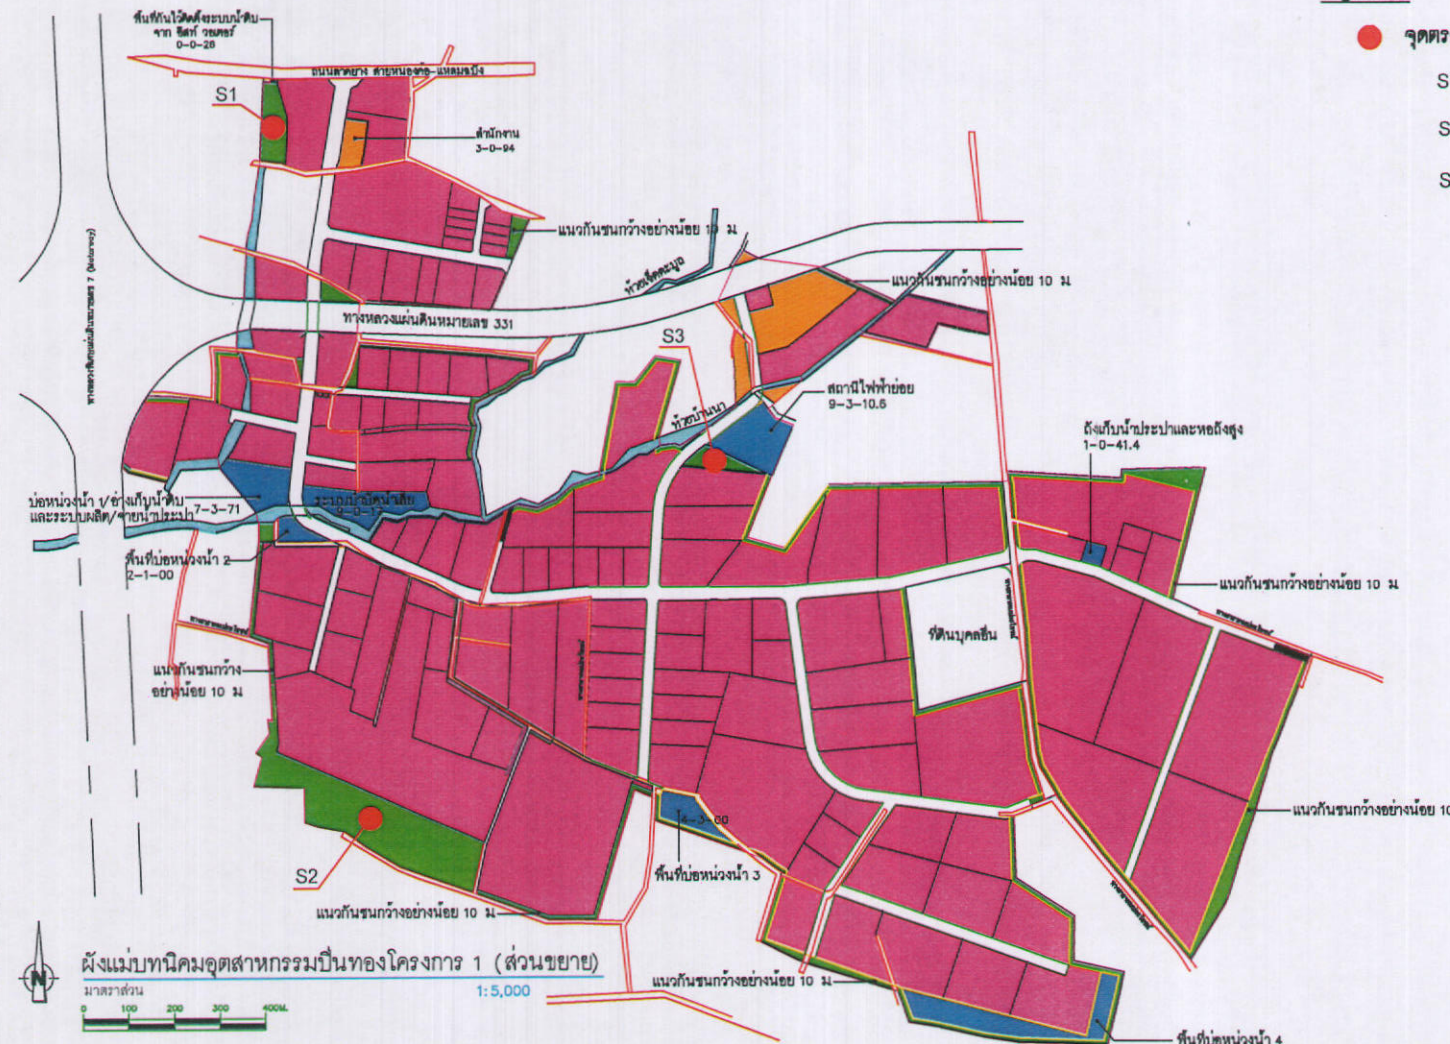 พื้นที่กันไว้ติดตั้งระบบน้ำดิบ
จาก อีสท์ วอเตอร์
0-0-28
ถนนลาดยาง สายหนองค้อ-แหลมฉบัง
จุดตร
S
S
S
S1
สำนักงาน
3-0-94
แนวกันชนกว้างอย่างน้อย 10 ม.
ทางหลวงแผ่นดินหมายเลข 331
แนวกันชนกว้างอย่างน้อย 10 ม.
S3
ห้วยบ้านนา
สถานีไฟฟ้าย่อย
9-3-10.6
ถังเก็บน้ำประปาและหอถังสูง
1-0-41.4
บ่อหน่วงน้ำ 1/อ่างเก็บน้ำดิบ
และระบบผลิต/จ่ายน้ำประปา
7-3-71
ระบบบำบัดน้ำเสีย
พื้นที่บ่อหน่วงน้ำ 2
2-1-00
แนวกันชนกว้างอย่างน้อย 10 ม.
ที่ดินบุคลอื่น
แนวกันชนกว้าง
อย่างน้อย 10 ม.
แนวกันชนกว้างอย่างน้อย 10
4-3-00
พื้นที่บ่อหน่วงน้ำ 3
S2
แนวกันชนกว้างอย่างน้อย 10 ม.
แนวกันชนกว้างอย่างน้อย 10 ม.
พื้นที่บ่อหน่วงน้ำ 4
N
ผังแม่บทนิคมอุตสาหกรรมปิ่นทองโครงการ 1 (ส่วนขยาย)
มาตราส่วน
1:5,000
0 100 200 300 400ม.